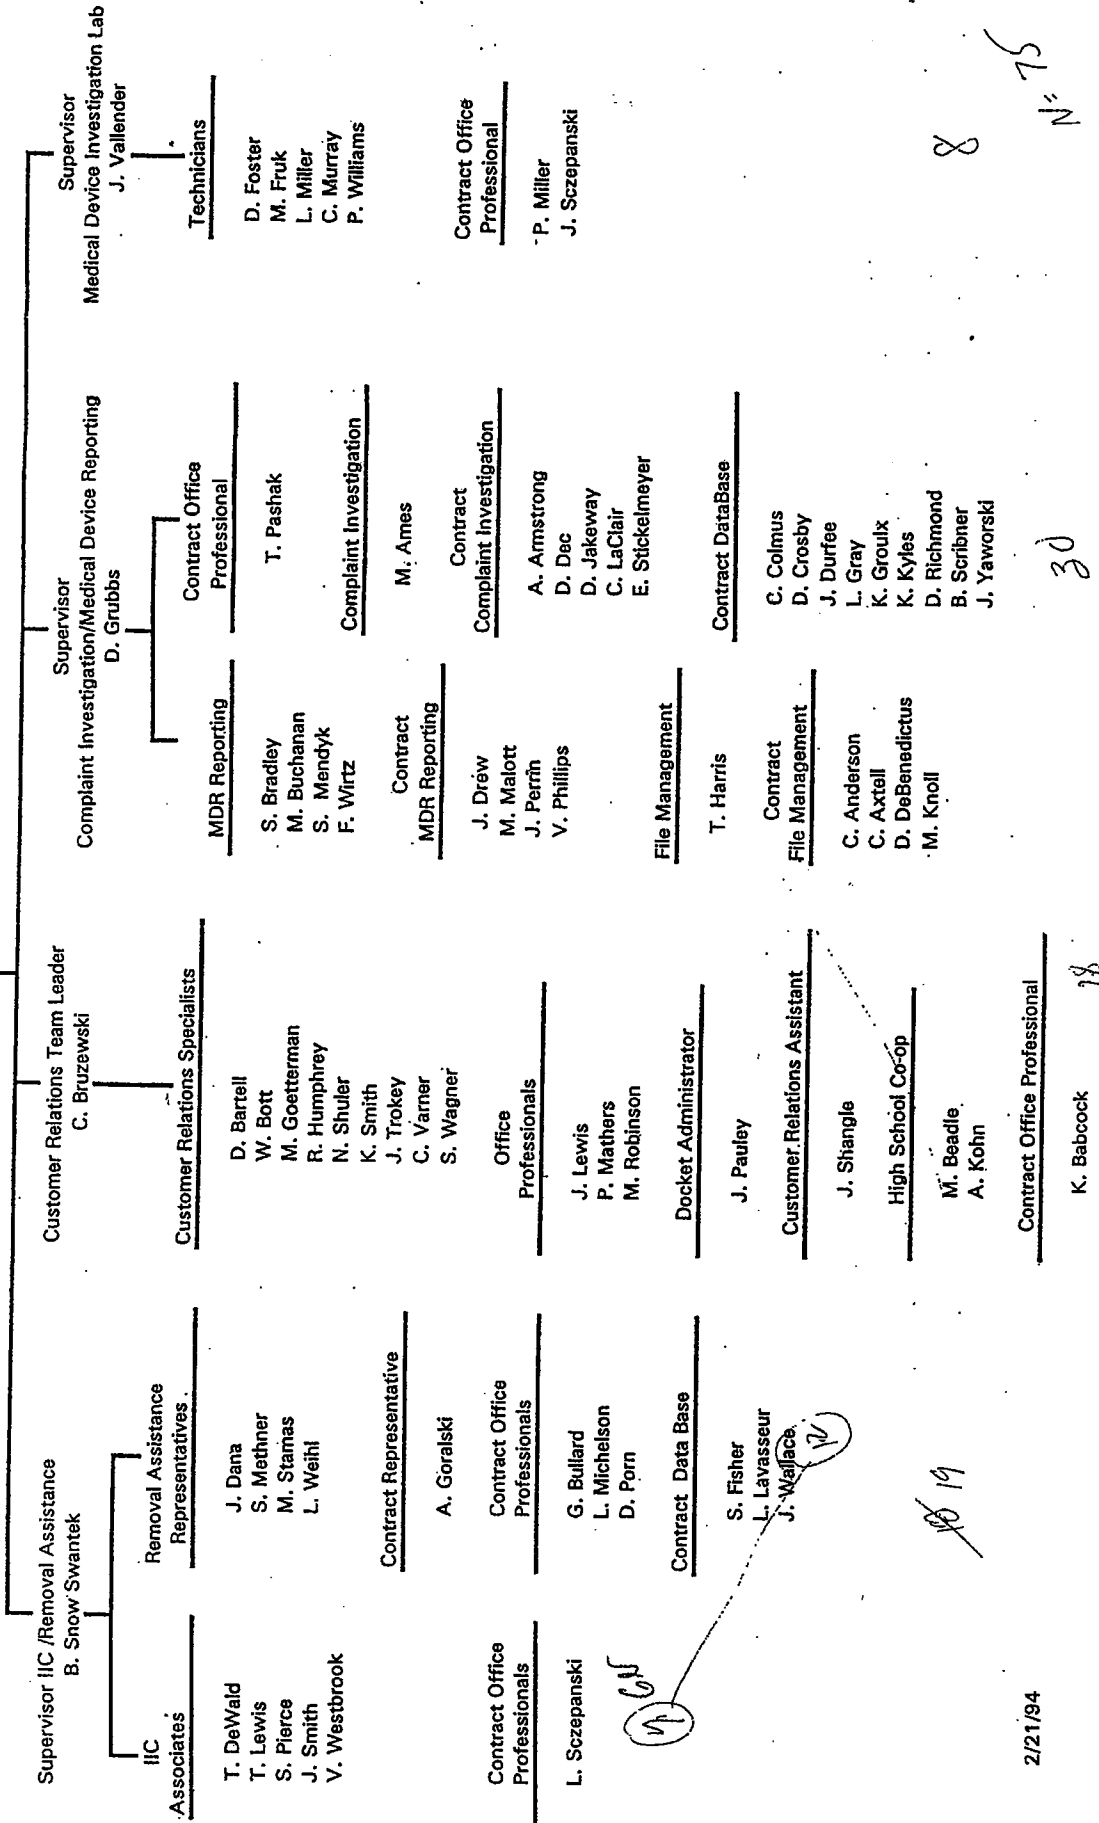 Supervisor IIC /Removal Assistance
B. Snow Swantek
IIC
Associates
T. DeWald
T. Lewis
S. Pierce
J. Smith
V. Westbrook
Contract Office
Professionals
L. Sczepanski
Removal Assistance
Representatives
J. Dana
S. Methner
M. Stamas
L. Weihl
Contract Representative
A. Goralski
Contract Office
Professionals
G. Bullard
L. Michelson
D. Porn
Contract Data Base
S. Fisher
L. Lavasseur
J. Wallace
12
19
Customer Relations Team Leader
C. Bruzewski
Customer Relations Specialists
D. Bartell
W. Bott
M. Goetterman
R. Humphrey
N. Shuler
K. Smith
J. Trokey
C. Varner
S. Wagner
Office
Professionals
J. Lewis
P. Mathers
M. Robinson
Docket Administrator
J. Pauley
Customer Relations Assistant
J. Shangle
High School Co-op
M. Beadle
A. Kohn
Contract Office Professional
K. Babcock
18
Supervisor
Complaint Investigation/Medical Device Reporting
D. Grubbs
MDR Reporting
S. Bradley
M. Buchanan
S. Mendyk
F. Wirtz
Contract
MDR Reporting
J. Drew
M. Malott
J. Perrin
V. Phillips
File Management
T. Harris
Contract
File Management
C. Anderson
C. Axtell
D. DeBenedictus
M. Knoll
Contract Office
Professional
T. Pashak
Complaint Investigation
M. Ames
Contract
Complaint Investigation
A. Armstrong
D. Dec
D. Jakeway
C. LaClair
E. Stickelmeyer
Contract DataBase
C. Colmus
D. Crosby
J. Durfee
L. Gray
K. Groulx
K. Kyles
D. Richmond
B. Scribner
J. Yaworski
30
Supervisor
Medical Device Investigation Lab
J. Vallender
Technicians
D. Foster
M. Fruk
L. Miller
C. Murray
P. Williams
Contract Office
Professional
P. Miller
J. Sczepanski
8
N= 75
2/21/94